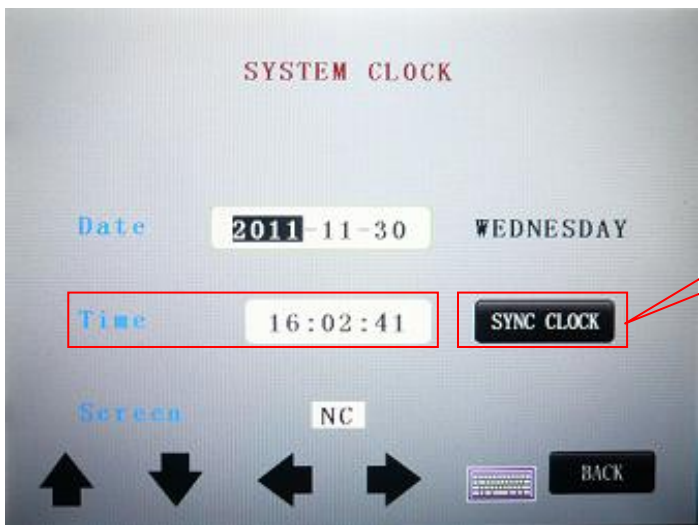 SYSTEM CLOCK
Date 2011-11-30 WEDNESDAY
Time 16:02:41 SYNC CLOCK
Screen NC
BACK